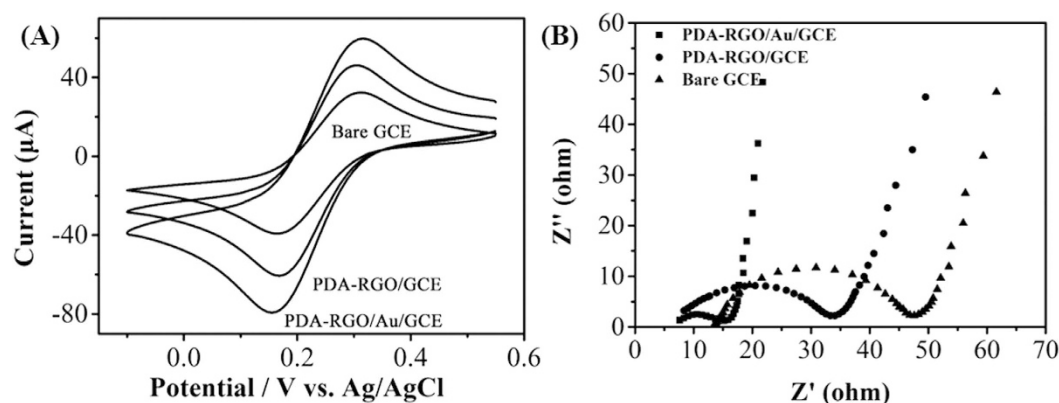 (A)
Current (μA)
40
0
-40
-80
Bare GCE
PDA-RGO/GCE
PDA-RGO/Au/GCE
0.0
0.2
0.4
0.6
Potential / V vs. Ag/AgCl
(B)
PDA-RGO/Au/GCE
PDA-RGO/GCE
Bare GCE
Z'' (ohm)
60
50
40
30
20
10
0
0
10
20
30
40
50
60
70
Z' (ohm)